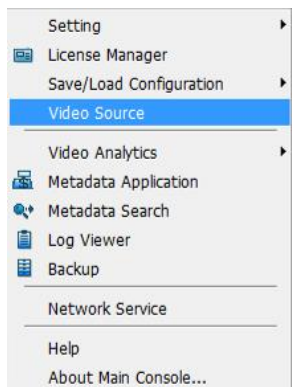 Setting
License Manager
Save/Load Configuration
Video Source
Video Analytics
Metadata Application
Metadata Search
Log Viewer
Backup
Network Service
Help
About Main Console...